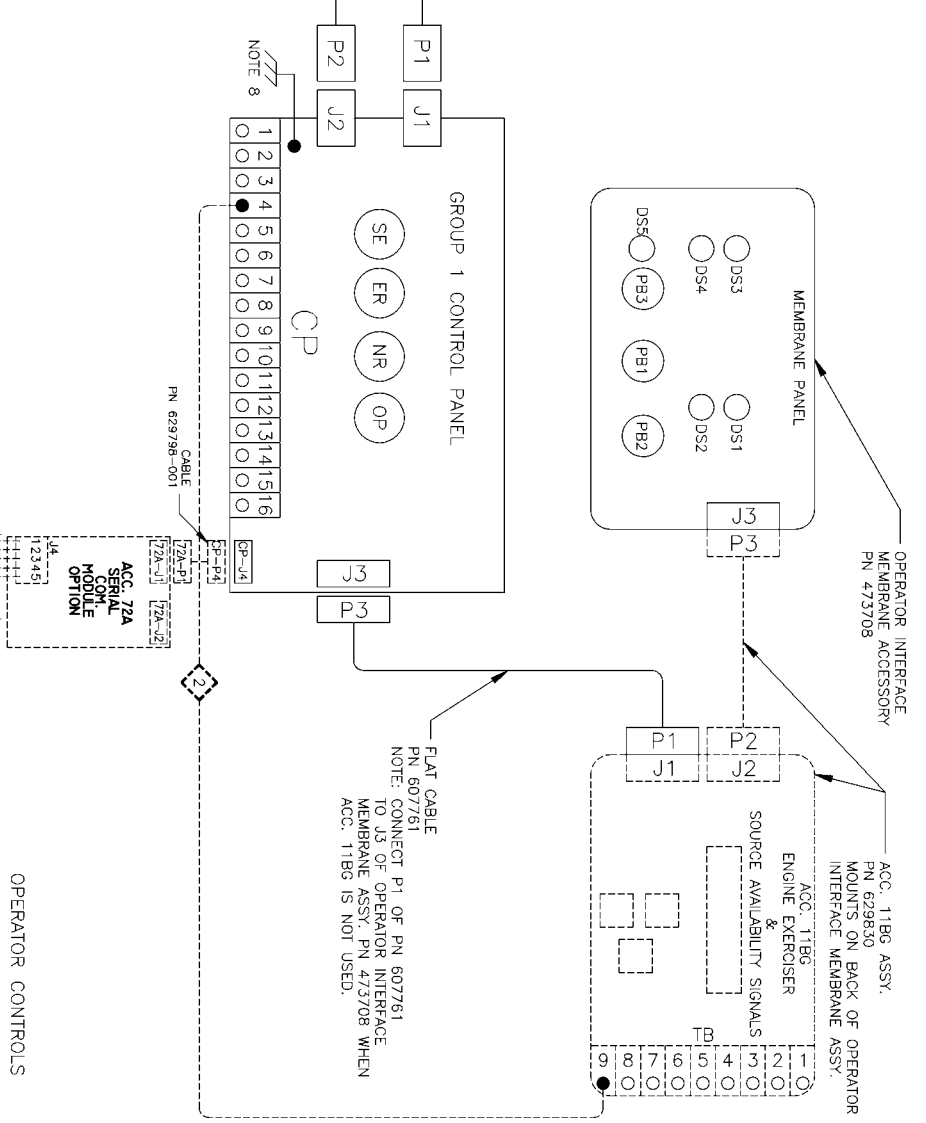 OPERATOR INTERFACE
MEMBRANE ACCESSORY
PN 473708
MEMBRANE PANEL
DS3
DS4
DS5
DS1
DS2
PB3
PB1
PB2
J3
P3
ACC. 11BG ASSY.
PN 629830
MOUNTS ON BACK OF OPERATOR
INTERFACE MEMBRANE ASSY.
P2
J2
P1
J1
ACC. 11BG
ENGINE EXERCISER
&
SOURCE AVAILABILITY SIGNALS
TB
1
2
3
4
5
6
7
8
9
P1
J1
P2
J2
NOTE 8
GROUP 1 CONTROL PANEL
SE
ER
NR
OP
CP
1 2 3 4 5 6 7 8 9 10 11 12 13 14 15 16
J3
P3
FLAT CABLE
PN 607761
NOTE: CONNECT P1 OF PN 607761
TO J3 OF OPERATOR INTERFACE
MEMBRANE ASSY. PN 473708 WHEN
ACC. 11BG IS NOT USED.
CABLE
PN 629798-001
CP-J4
CP-P4
72A-P1
72A-J1
72A-J2
ACC. 72A
SERIAL
COM.
MODULE
OPTION
J4
1 2 3 4 5
2
OPERATOR CONTROLS